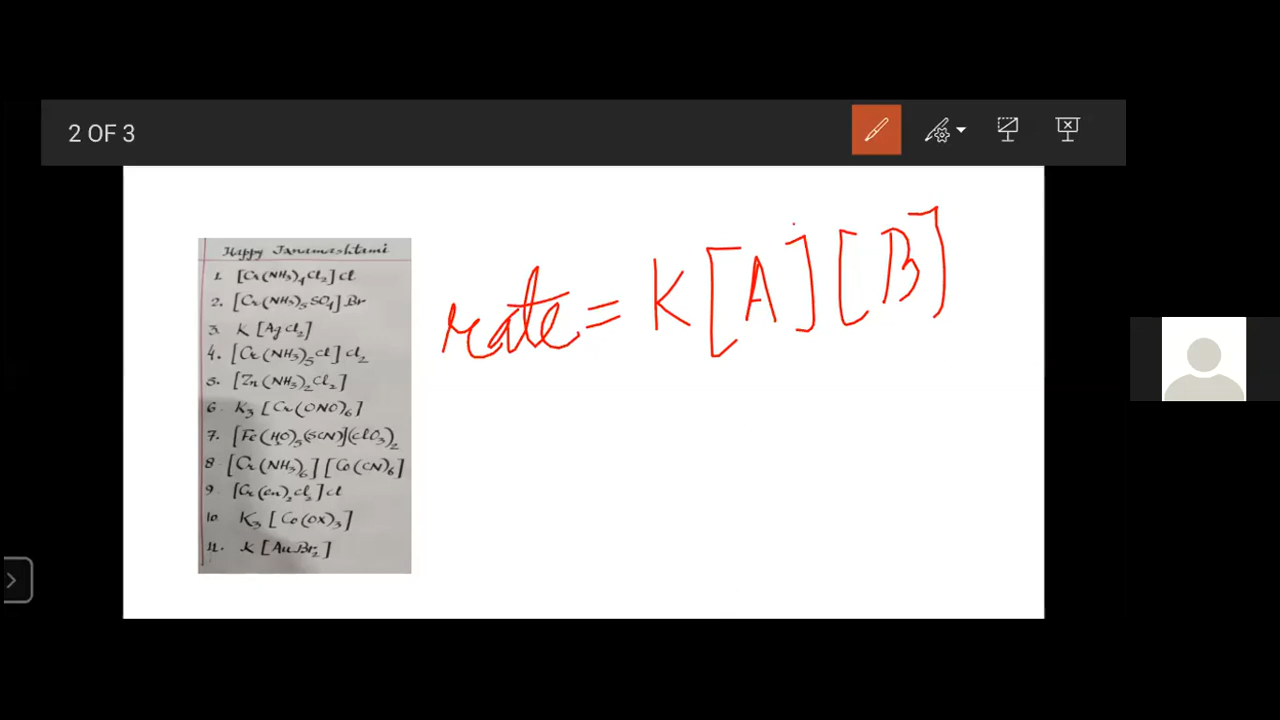 2 OF 3
Happy Janamashtami
1. [Cr(NH3)4Cl2]Cl
2. [Cr(NH3)5SO4]Br
3. K[AgCl2]
4. [Cr(NH3)5Cl]Cl2
5. [Zn(NH3)2Cl2]
6. K3[Cr(ONO)6]
7. [Fe(H2O)5(SCN)](ClO3)2
8. [Cr(NH3)6][Co(CN)6]
9. [Cr(en)2Cl2]Cl
10. K3[Co(OX)3]
11. K[AuBr2]
rate = K[A][B]